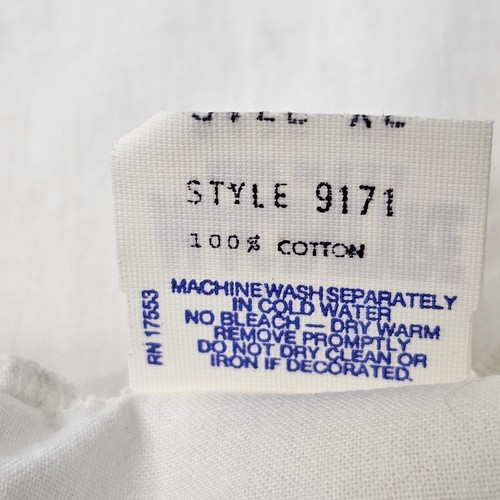 STYLE 9171
100% COTTON
MACHINE WASH SEPARATELY
IN COLD WATER
NO BLEACH — DRY WARM
REMOVE PROMPTLY
DO NOT DRY CLEAN OR
IRON IF DECORATED.
RN 17553